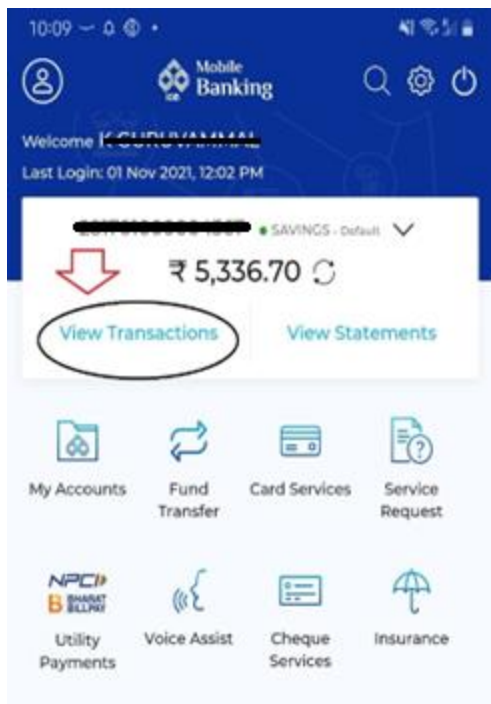 10:09
Mobile
Banking
Welcome
Last Login: 01 Nov 2021, 12:02 PM
SAVINGS - Default
₹ 5,336.70
View Transactions View Statements
My Accounts Fund Transfer Card Services Service Request
NPCI
B BHARAT BILLPAY
Utility Payments Voice Assist Cheque Services Insurance